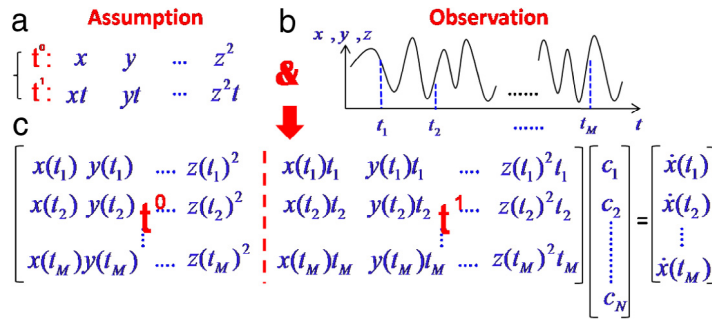 a Assumption
t⁰: x y ... z²
t¹: xt yt ... z²t
&
b Observation
x , y , z
......
t₁ t₂ ...... t_M t
c
x(t₁) y(t₁) .... z(t₁)² x(t₁)t₁ y(t₁)t₁ .... z(t₁)²t₁ c₁ ẋ(t₁)
x(t₂) y(t₂) t⁰ .... z(t₂)² x(t₂)t₂ y(t₂)t₂ t¹ .... z(t₂)²t₂ c₂ = ẋ(t₂)
x(t_M) y(t_M) .... z(t_M)² x(t_M)t_M y(t_M)t_M .... z(t_M)²t_M c_N ẋ(t_M)